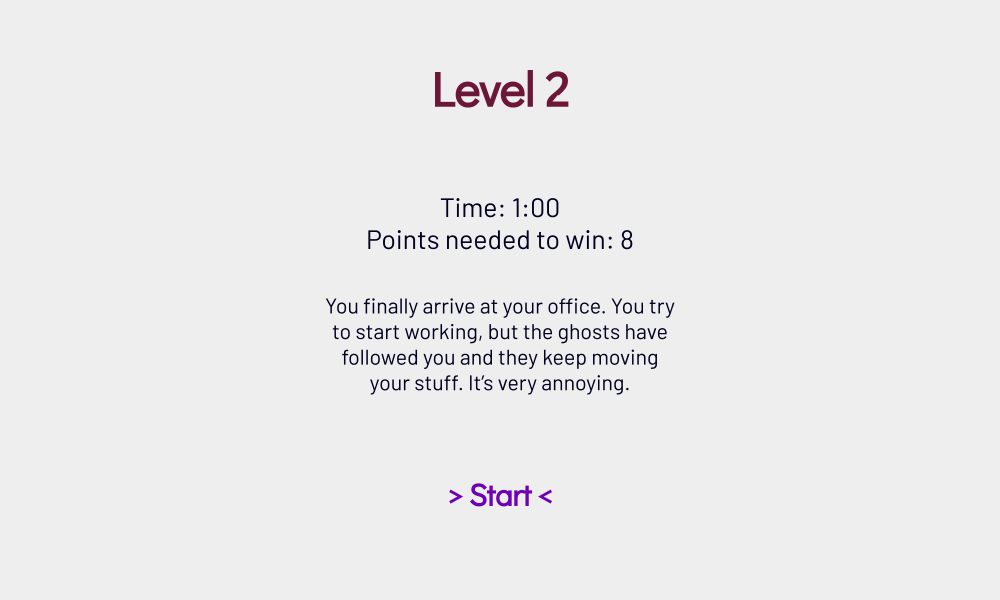 Level 2
Time: 1:00
Points needed to win: 8
You finally arrive at your office. You try
to start working, but the ghosts have
followed you and they keep moving
your stuff. It’s very annoying.
> Start <